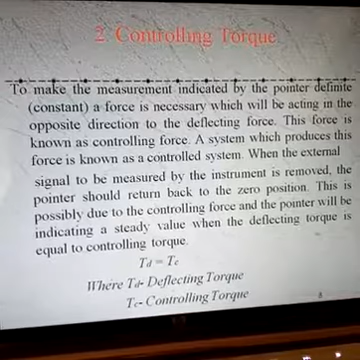 2 Controlling Torque
To make the measurement indicated by the pointer definite
(constant) a force is necessary which will be acting in the
opposite direction to the deflecting force. This force is
known as controlling force. A system which produces this
force is known as a controlled system. When the external
signal to be measured by the instrument is removed, the
pointer should return back to the zero position. This is
possibly due to the controlling force and the pointer will be
indicating a steady value when the deflecting torque is
equal to controlling torque.
Td = Tc
Where Td- Deflecting Torque
Tc- Controlling Torque